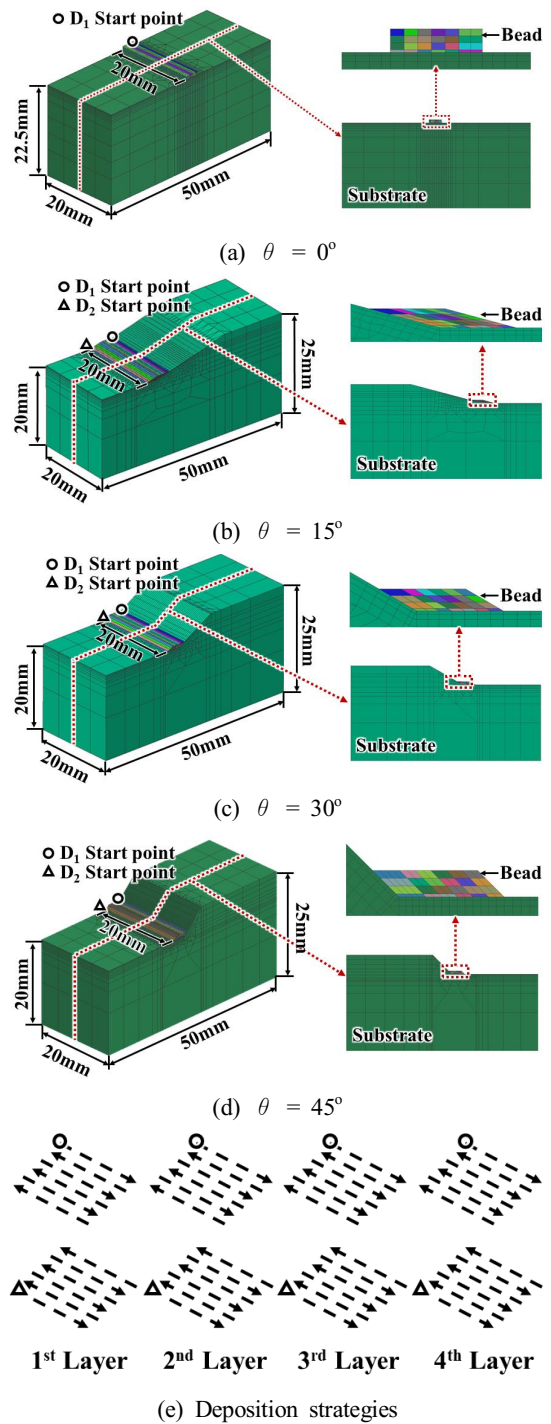 D₁ Start point
20mm
22.5mm
20mm
50mm
Bead
Substrate
(a) θ = 0°
D₁ Start point
D₂ Start point
20mm
25mm
20mm
20mm
50mm
Bead
Substrate
(b) θ = 15°
D₁ Start point
D₂ Start point
20mm
25mm
20mm
20mm
50mm
Bead
Substrate
(c) θ = 30°
D₁ Start point
D₂ Start point
20mm
25mm
20mm
20mm
50mm
Bead
Substrate
(d) θ = 45°
1st Layer 2nd Layer 3rd Layer 4th Layer
(e) Deposition strategies